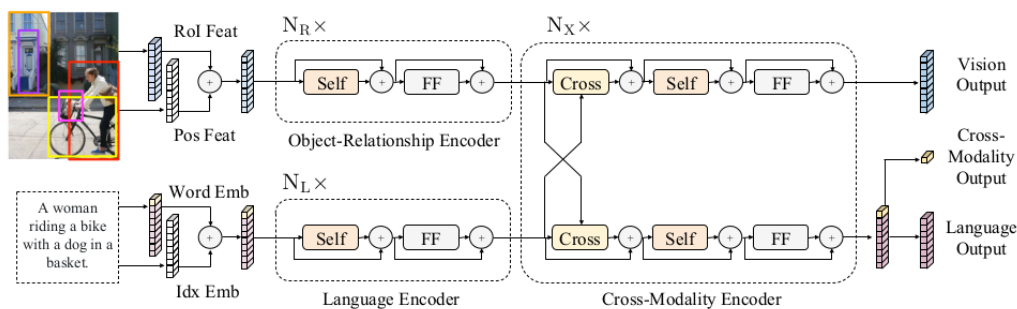 RoI Feat
Pos Feat
N_R×
Self
+
FF
+
+
Object-Relationship Encoder
N_X×
Cross
+
Self
+
FF
+
Vision
Output
Cross-
Modality
Output
A woman
riding a bike
with a dog in a
basket.
Word Emb
Idx Emb
+
N_L×
Self
+
FF
+
Language Encoder
Cross
+
Self
+
FF
+
Cross-Modality Encoder
Language
Output